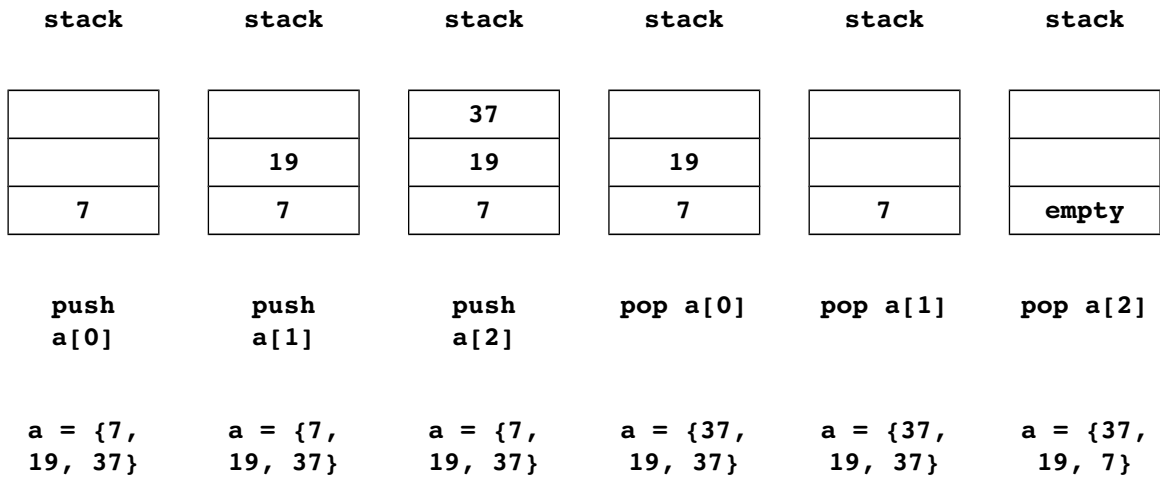 stack stack stack stack stack stack
37
19 19 19
7 7 7 7 7 empty
push push push pop a[0] pop a[1] pop a[2]
a[0] a[1] a[2]
a = {7, a = {7, a = {7, a = {37, a = {37, a = {37,
19, 37} 19, 37} 19, 37} 19, 37} 19, 37} 19, 7}